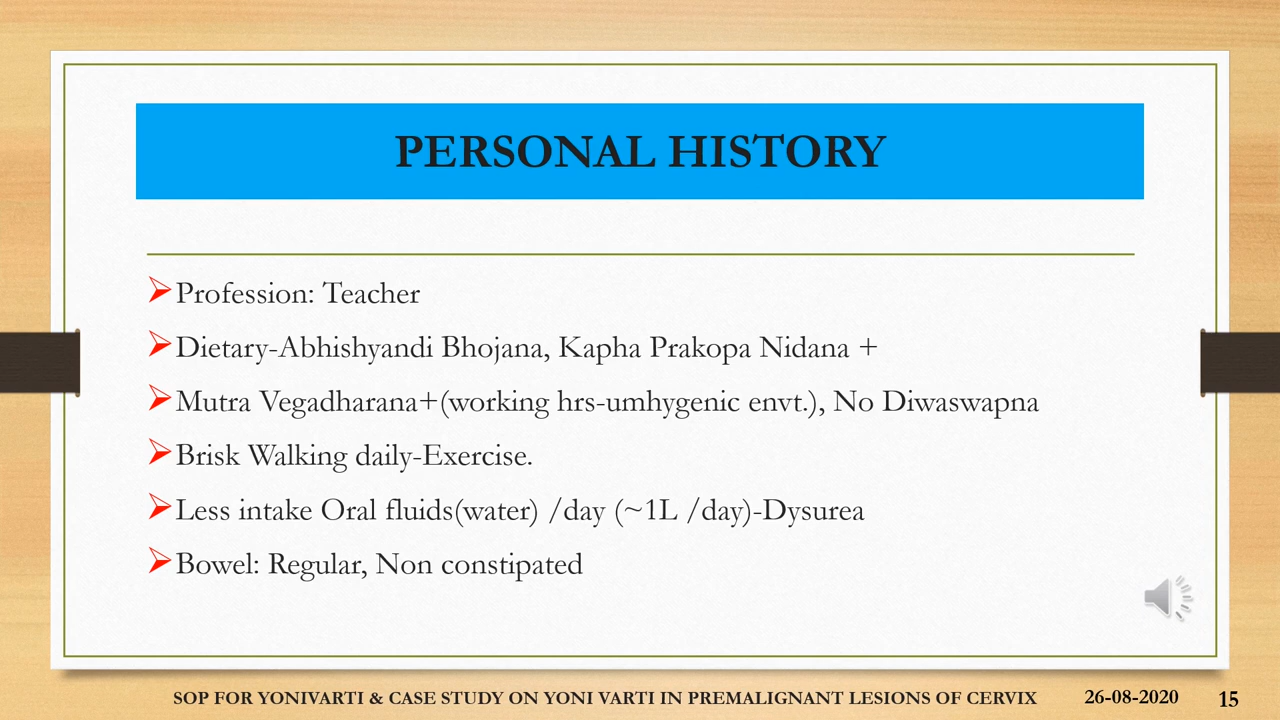 PERSONAL HISTORY
Profession: Teacher
Dietary-Abhishyandi Bhojana, Kapha Prakopa Nidana +
Mutra Vegadharana+(working hrs-umhygenic envt.), No Diwaswapna
Brisk Walking daily-Exercise.
Less intake Oral fluids(water) /day (~1L /day)-Dysurea
Bowel: Regular, Non constipated
SOP FOR YONIVARTI & CASE STUDY ON YONI VARTI IN PREMALIGNANT LESIONS OF CERVIX 26-08-2020 15